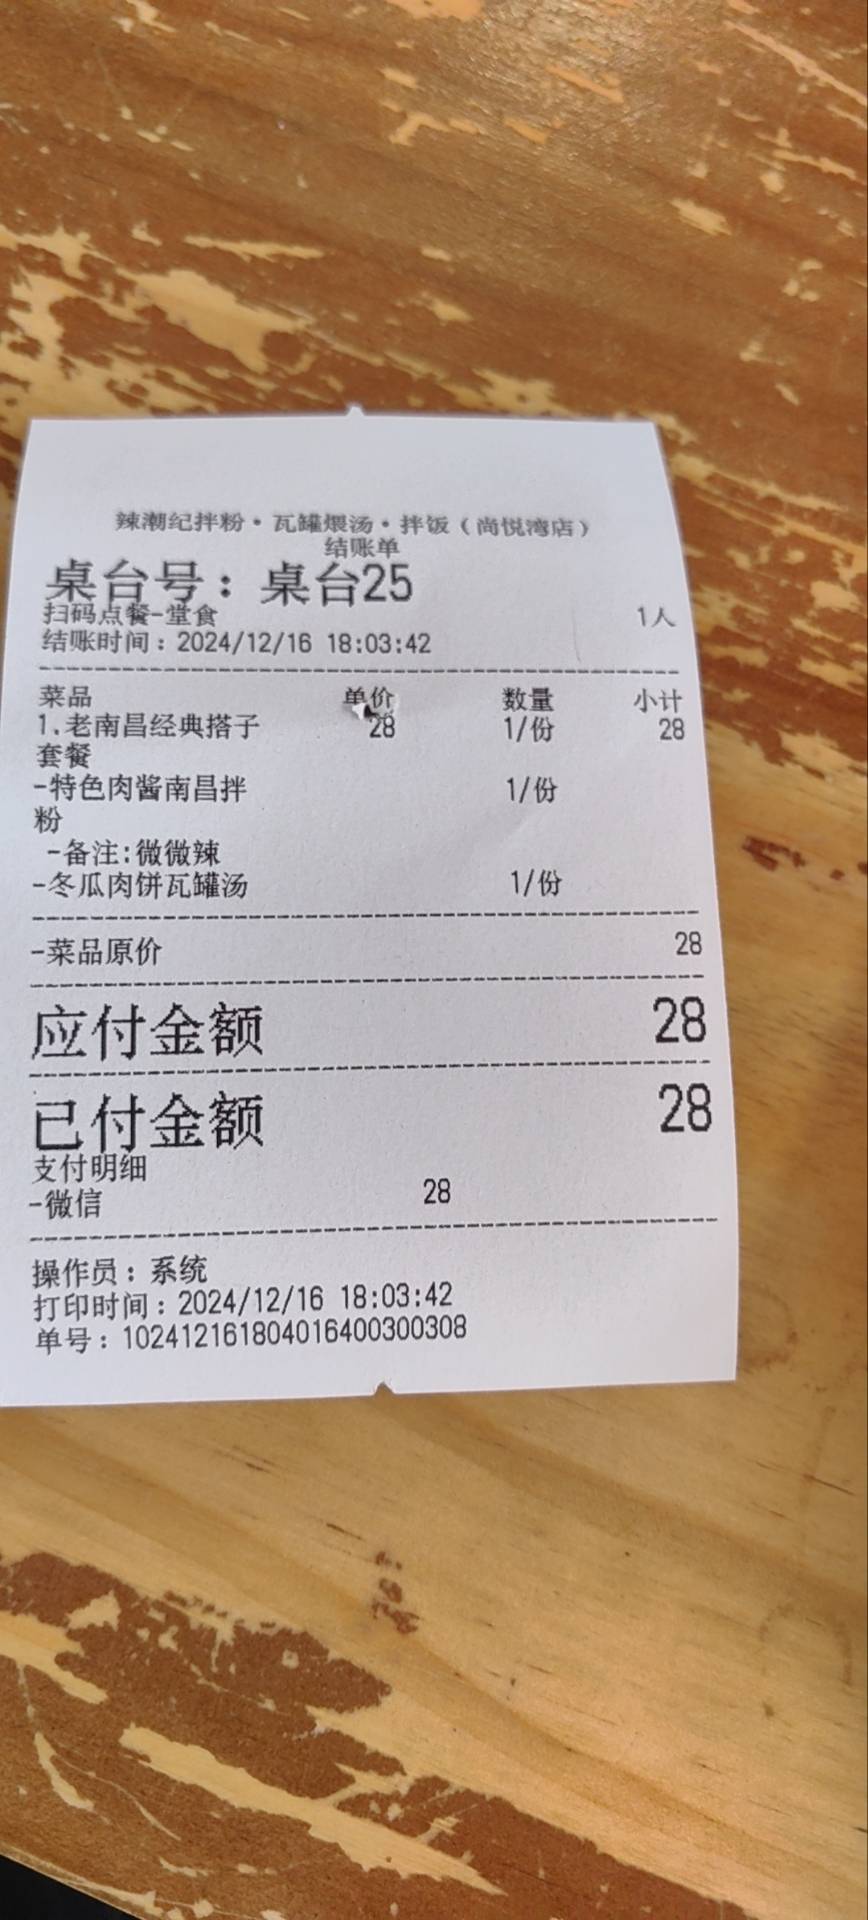 辣潮纪拌粉·瓦罐煨汤·拌饭（尚悦湾店）
结账单
桌台号：桌台25
扫码点餐-堂食 1人
结账时间：2024/12/16 18:03:42
菜品 单价 数量 小计
1.老南昌经典搭子 28 1/份 28
套餐
-特色肉酱南昌拌 1/份
粉
-备注:微微辣
-冬瓜肉饼瓦罐汤 1/份
-菜品原价 28
应付金额 28
已付金额 28
支付明细
-微信 28
操作员：系统
打印时间：2024/12/16 18:03:42
单号：102412161804016400300308